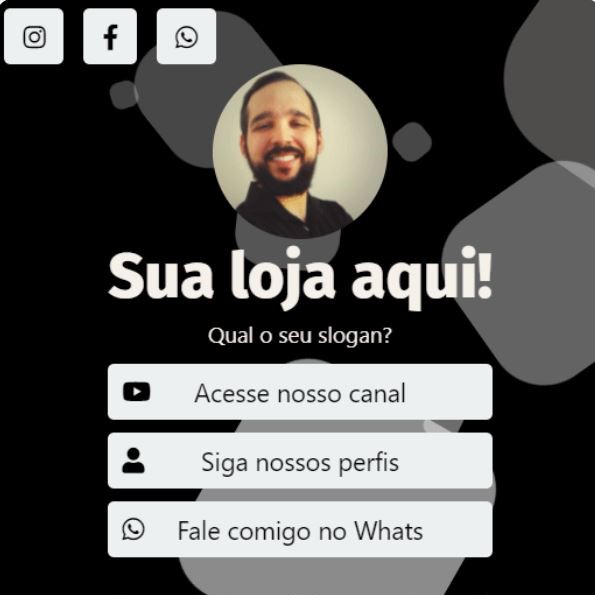 Sua loja aqui!
Qual o seu slogan?
Acesse nosso canal
Siga nossos perfis
Fale comigo no Whats